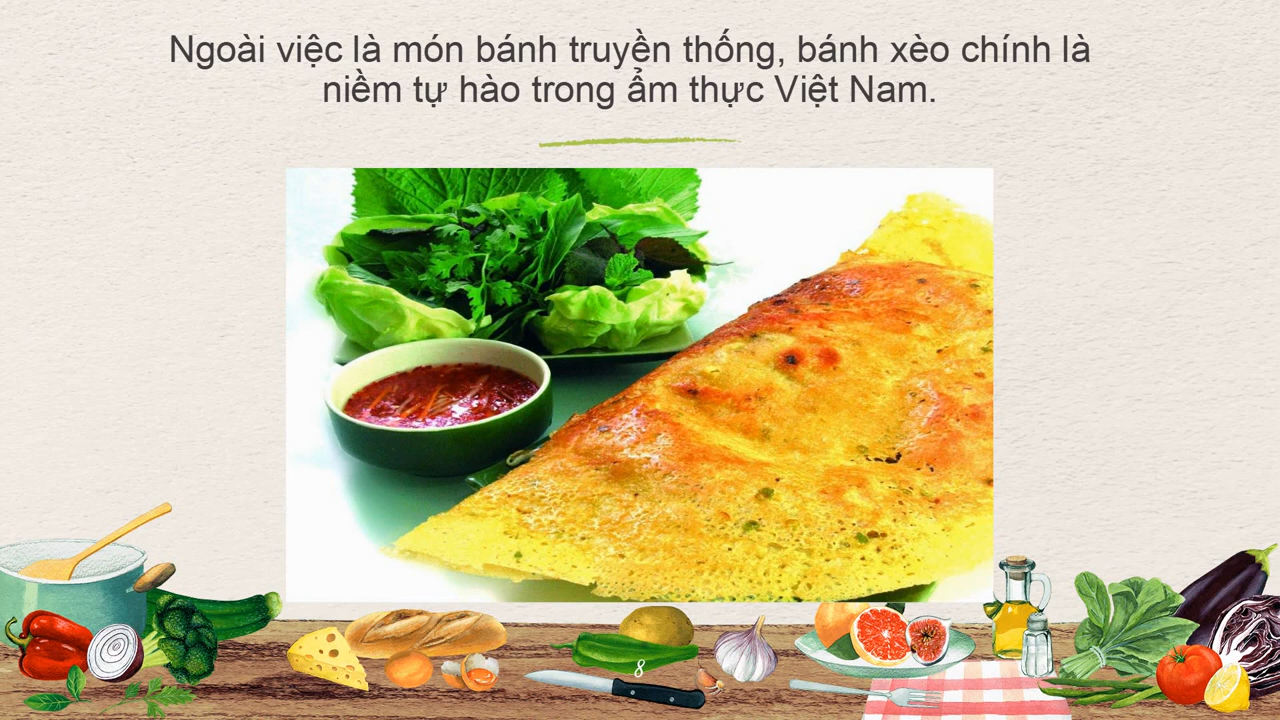 Ngoài việc là món bánh truyền thống, bánh xèo chính là
niềm tự hào trong ẩm thực Việt Nam.
8